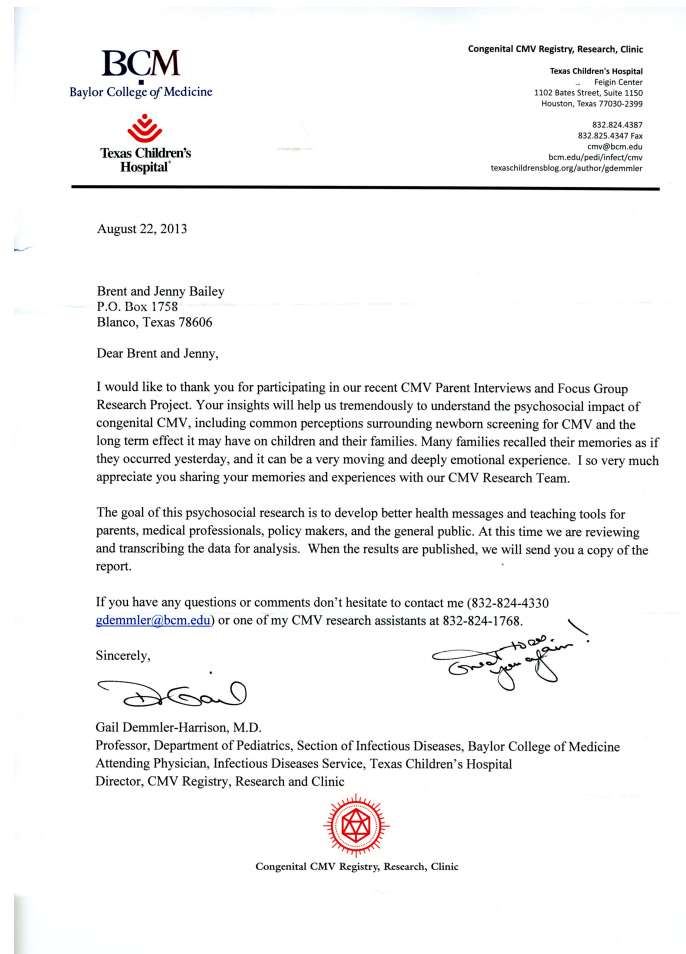 BCM
Baylor College of Medicine
Texas Children's
Hospital
Congenital CMV Registry, Research, Clinic
Texas Children's Hospital
Feigin Center
1102 Bates Street, Suite 1150
Houston, Texas 77030-2399
832.824.4387
832.825.4347 Fax
cmv@bcm.edu
bcm.edu/pedi/infect/cmv
texaschildrensblog.org/author/gdemmler
August 22, 2013
Brent and Jenny Bailey
P.O. Box 1758
Blanco, Texas 78606
Dear Brent and Jenny,
I would like to thank you for participating in our recent CMV Parent Interviews and Focus Group
Research Project. Your insights will help us tremendously to understand the psychosocial impact of
congenital CMV, including common perceptions surrounding newborn screening for CMV and the
long term effect it may have on children and their families. Many families recalled their memories as if
they occurred yesterday, and it can be a very moving and deeply emotional experience. I so very much
appreciate you sharing your memories and experiences with our CMV Research Team.
The goal of this psychosocial research is to develop better health messages and teaching tools for
parents, medical professionals, policy makers, and the general public. At this time we are reviewing
and transcribing the data for analysis. When the results are published, we will send you a copy of the
report.
If you have any questions or comments don't hesitate to contact me (832-824-4330
gdemmler@bcm.edu) or one of my CMV research assistants at 832-824-1768.
Great to see
you again!
Sincerely,
Dr Gail
Gail Demmler-Harrison, M.D.
Professor, Department of Pediatrics, Section of Infectious Diseases, Baylor College of Medicine
Attending Physician, Infectious Diseases Service, Texas Children's Hospital
Director, CMV Registry, Research and Clinic
Congenital CMV Registry, Research, Clinic